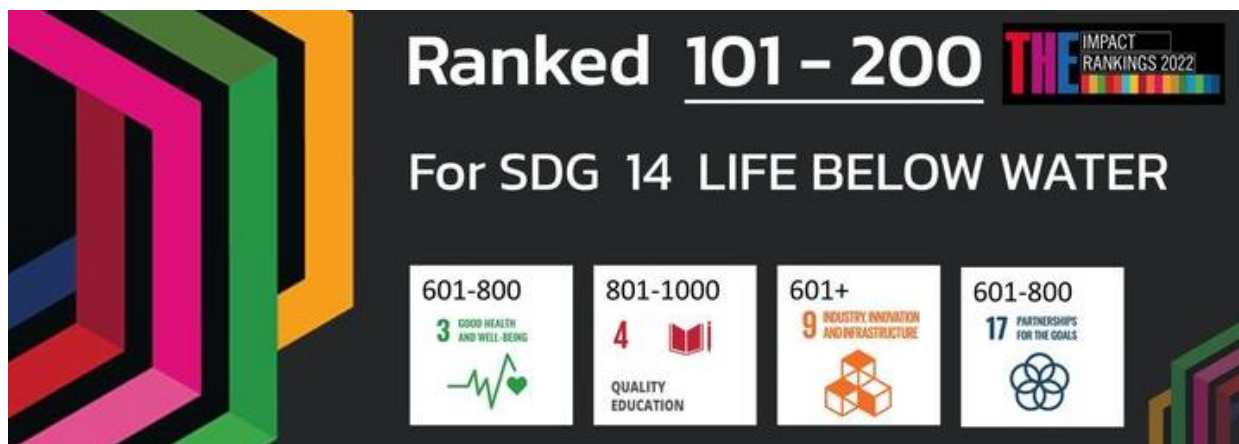 Ranked 101 – 200
THE IMPACT
RANKINGS 2022
For SDG 14 LIFE BELOW WATER
601-800
3 GOOD HEALTH
AND WELL-BEING
801-1000
4
QUALITY
EDUCATION
601+
9 INDUSTRY, INNOVATION
AND INFRASTRUCTURE
601-800
17 PARTNERSHIPS
FOR THE GOALS